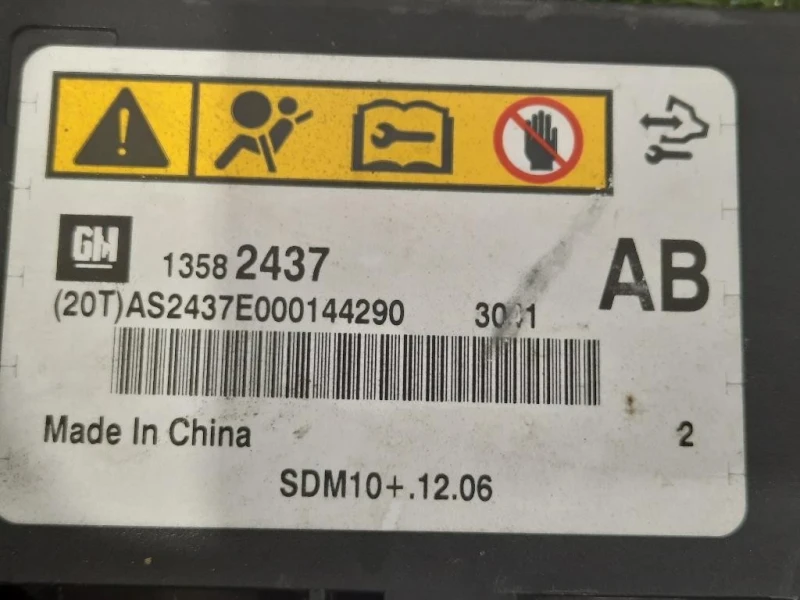 GM
1358 2437
AB
(20T)AS2437E000144290
Made In China
2
SDM10+.12.06